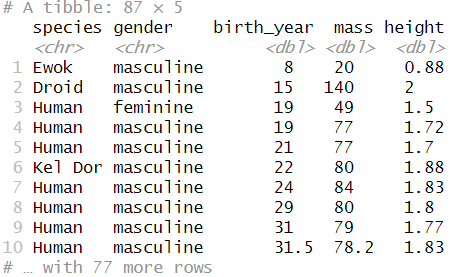 # A tibble: 87 × 5
species gender birth_year mass height
<chr> <chr> <dbl> <dbl> <dbl>
1 Ewok masculine 8 20 0.88
2 Droid masculine 15 140 2
3 Human feminine 19 49 1.5
4 Human masculine 19 77 1.72
5 Human masculine 21 77 1.7
6 Kel Dor masculine 22 80 1.88
7 Human masculine 24 84 1.83
8 Human masculine 29 80 1.8
9 Human masculine 31 79 1.77
10 Human masculine 31.5 78.2 1.83
# … with 77 more rows